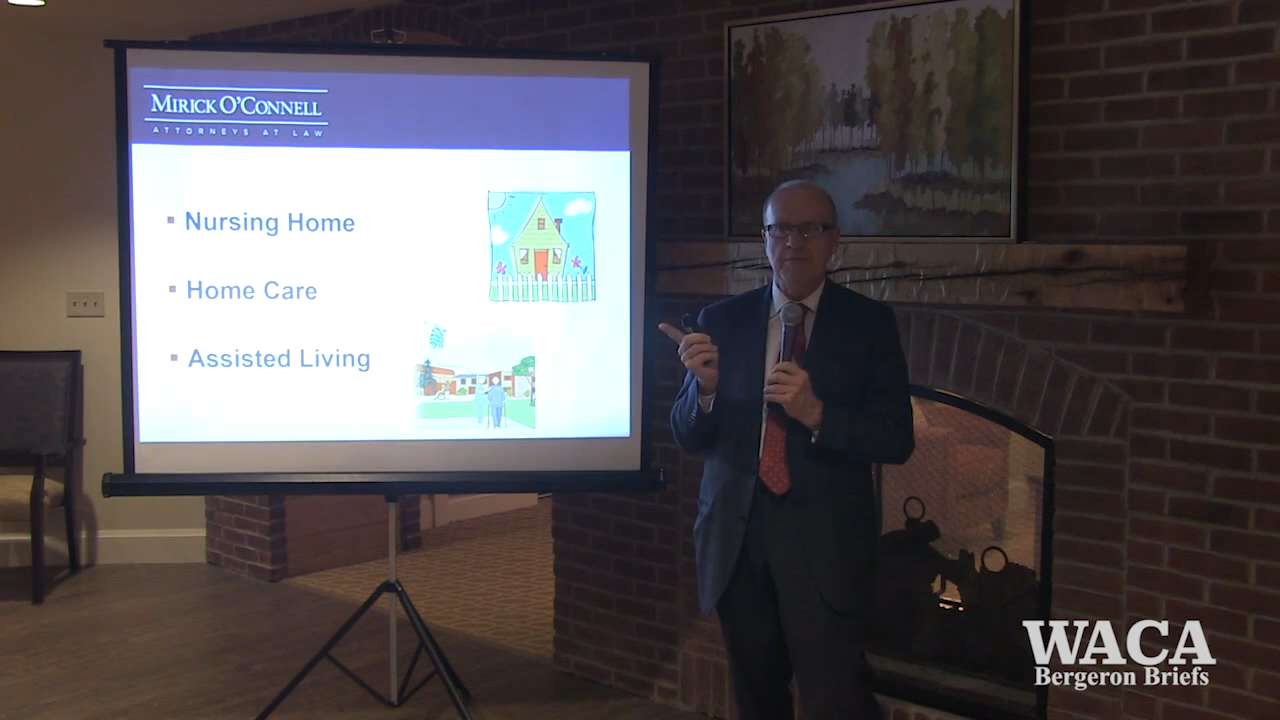 MIRICK O'CONNELL
ATTORNEYS AT LAW
Nursing Home
Home Care
Assisted Living
WACA
Bergeron Briefs